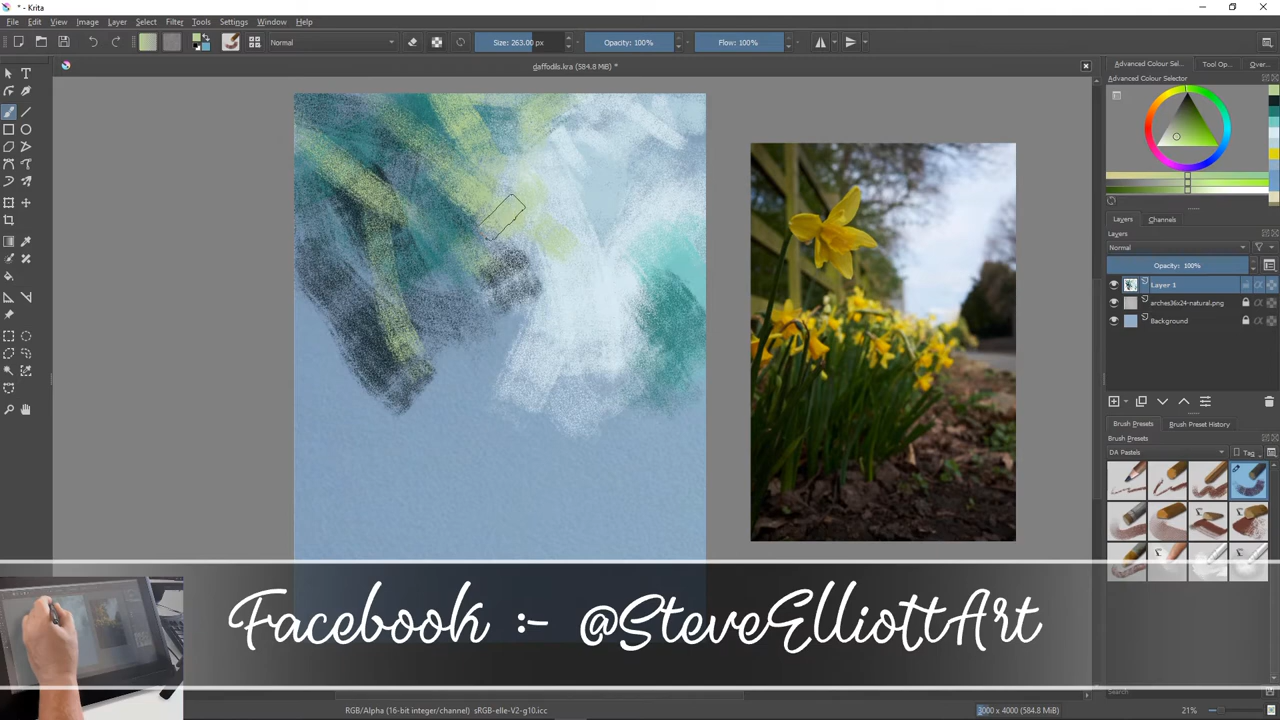 * - Krita
File Edit View Image Layer Select Filter Tools Settings Window Help
Normal Size: 263.00 px Opacity: 100% Flow: 100%
daffodils.kra (584.8 MiB) *
Advanced Colour Sel... Tool Op... Over...
Advanced Colour Selector
Layers Channels
Layers
Normal
Opacity: 100%
Layer 1
arches36x24-natural.png
Background
Brush Presets Brush Preset History
Brush Presets
DA Pastels Tag
Facebook :- @SteveElliottArt
Search
RGB/Alpha (16-bit integer/channel) sRGB-elle-V2-g10.icc 3000 x 4000 (584.8 MiB) 21%